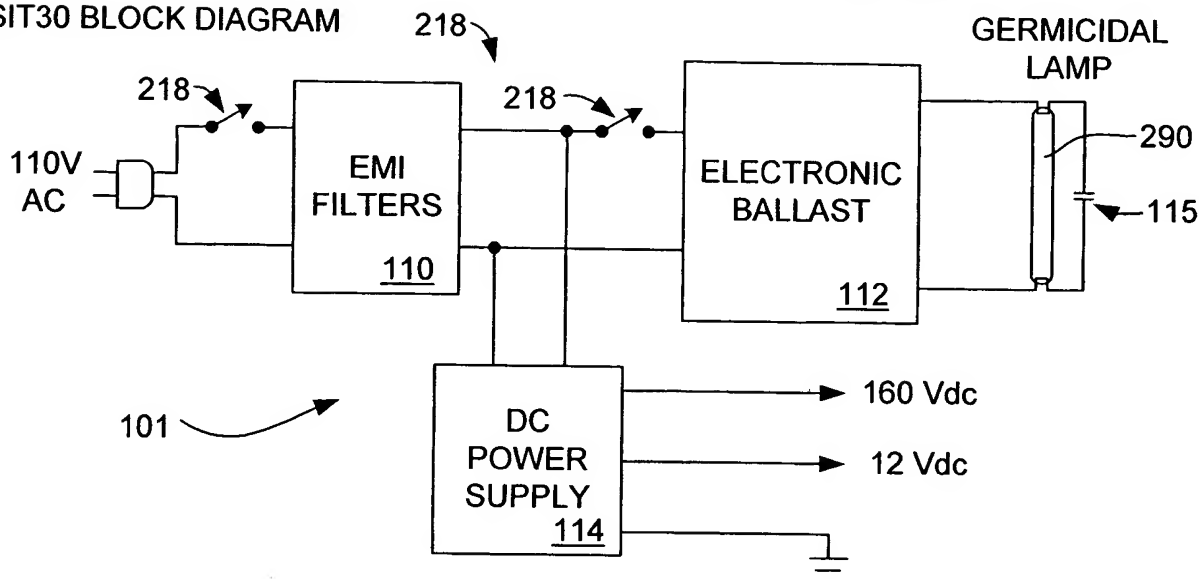 SIT30 BLOCK DIAGRAM
218
GERMICIDAL
LAMP
218
218
290
110V
AC
EMI
FILTERS
110
ELECTRONIC
BALLAST
112
115
101
DC
POWER
SUPPLY
114
160 Vdc
12 Vdc